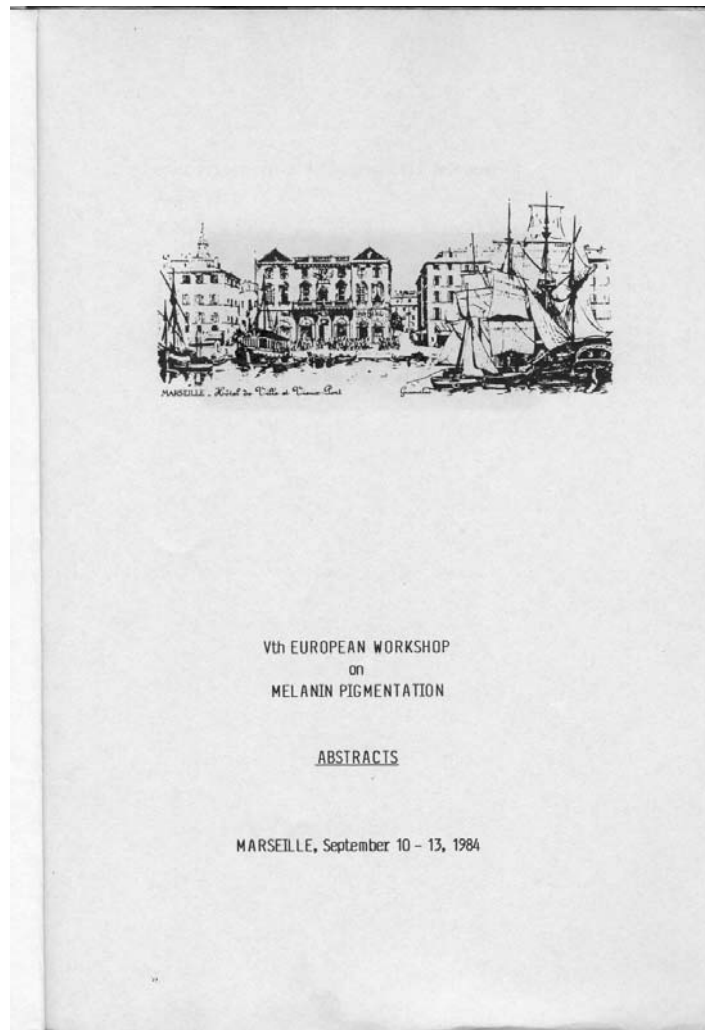 MARSEILLE - Hôtel de Ville et Vieux-Port
Vth EUROPEAN WORKSHOP
on
MELANIN PIGMENTATION
ABSTRACTS
MARSEILLE, September 10 - 13, 1984